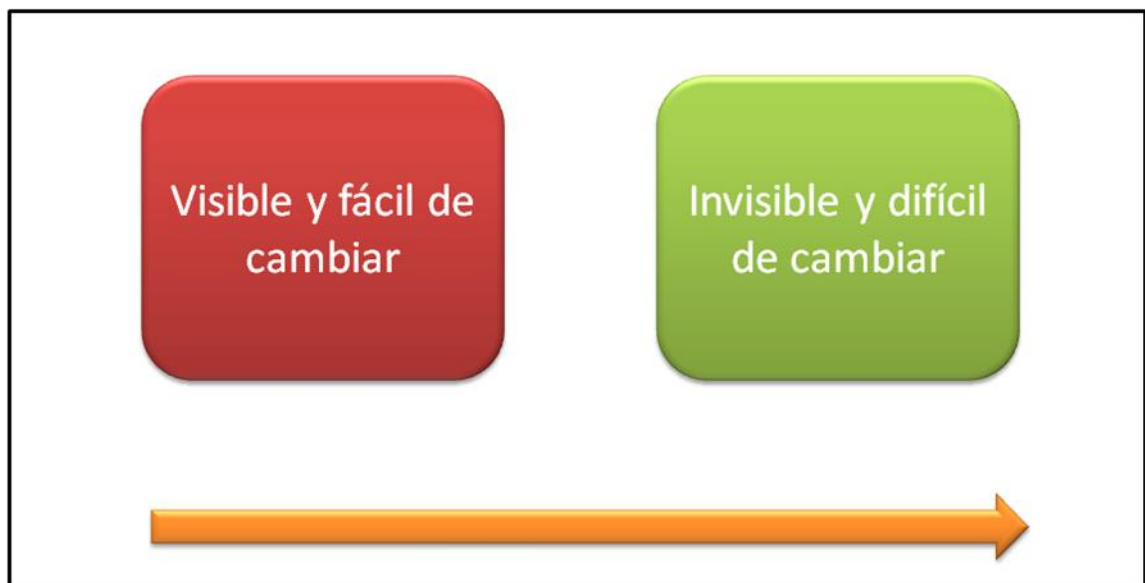 Visible y fácil de
cambiar
Invisible y difícil
de cambiar